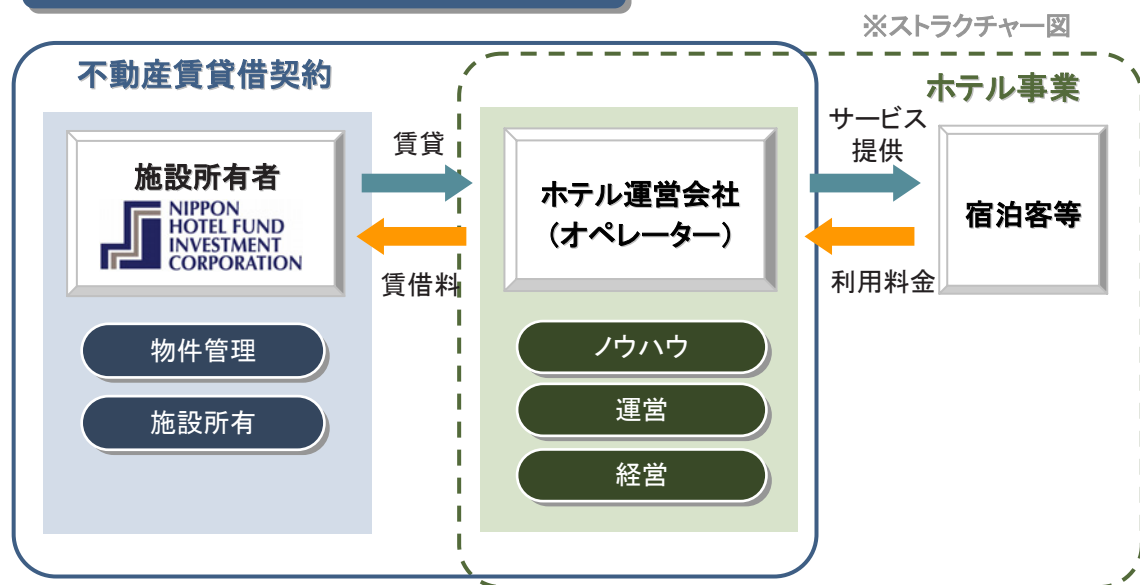 ※ストラクチャー図
不動産賃貸借契約
ホテル事業
施設所有者
NIPPON
HOTEL FUND
INVESTMENT
CORPORATION
賃貸
賃借料
ホテル運営会社
（オペレーター）
サービス
提供
利用料金
宿泊客等
物件管理
施設所有
ノウハウ
運営
経営